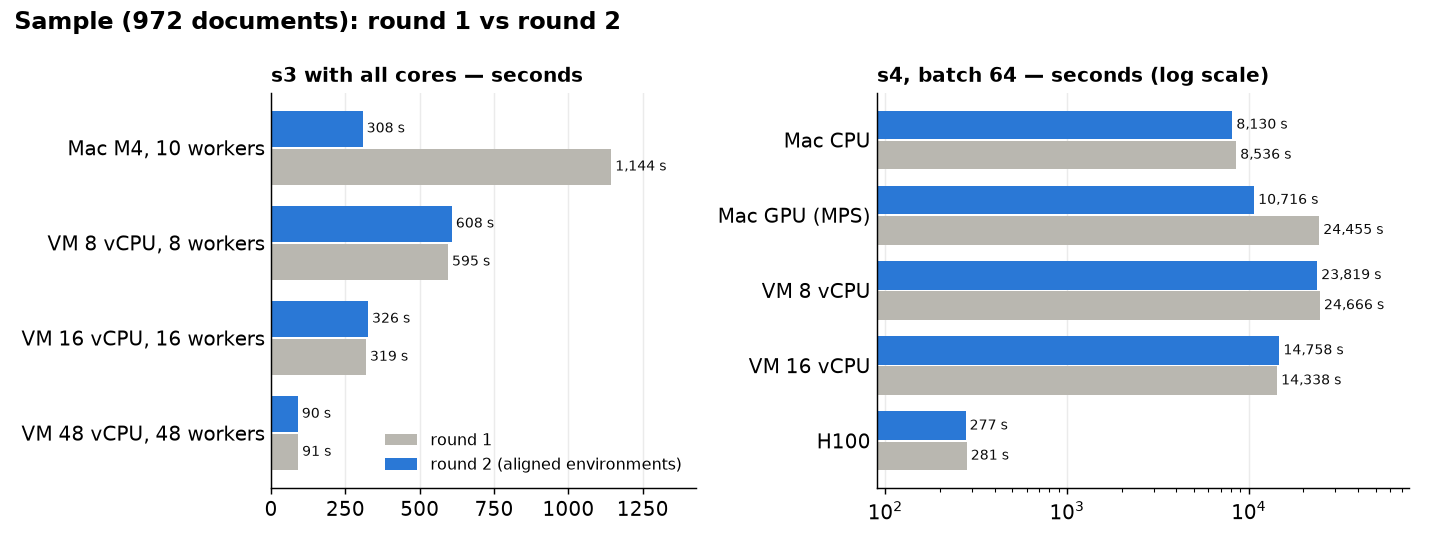 Sample (972 documents): round 1 vs round 2
s3 with all cores — seconds
Mac M4, 10 workers
308 s
1,144 s
VM 8 vCPU, 8 workers
608 s
595 s
VM 16 vCPU, 16 workers
326 s
319 s
VM 48 vCPU, 48 workers
90 s
91 s
round 1
round 2 (aligned environments)
0 250 500 750 1000 1250
s4, batch 64 — seconds (log scale)
Mac CPU
8,130 s
8,536 s
Mac GPU (MPS)
10,716 s
24,455 s
VM 8 vCPU
23,819 s
24,666 s
VM 16 vCPU
14,758 s
14,338 s
H100
277 s
281 s
10² 10³ 10⁴